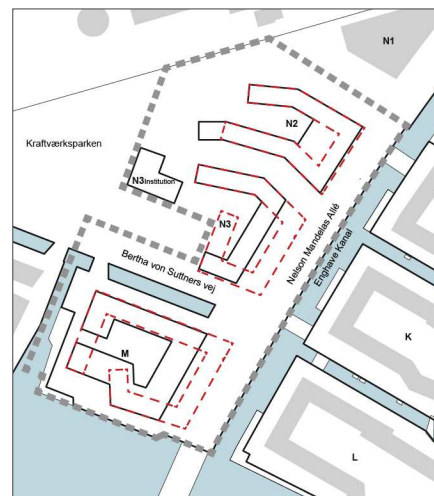 N1
N2
Kraftværksparken
N3Institution
N3
Nelson Mandelas Allé
Enghave Kanal
Bertha von Suttners vej
K
M
L